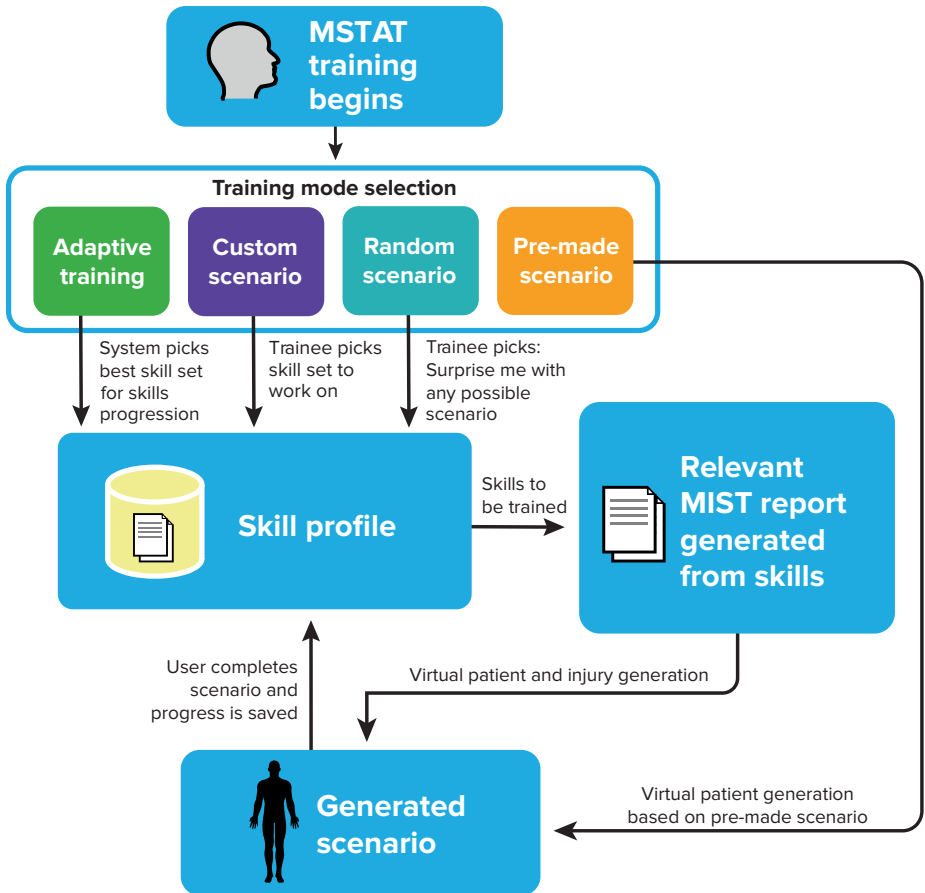 MSTAT
training
begins
Training mode selection
Adaptive
training
Custom
scenario
Random
scenario
Pre-made
scenario
System picks
best skill set
for skills
progression
Trainee picks
skill set to
work on
Trainee picks:
Surprise me with
any possible
scenario
Skill profile
Skills to
be trained
Relevant
MIST report
generated
from skills
User completes
scenario and
progress is saved
Virtual patient and injury generation
Generated
scenario
Virtual patient generation
based on pre-made scenario